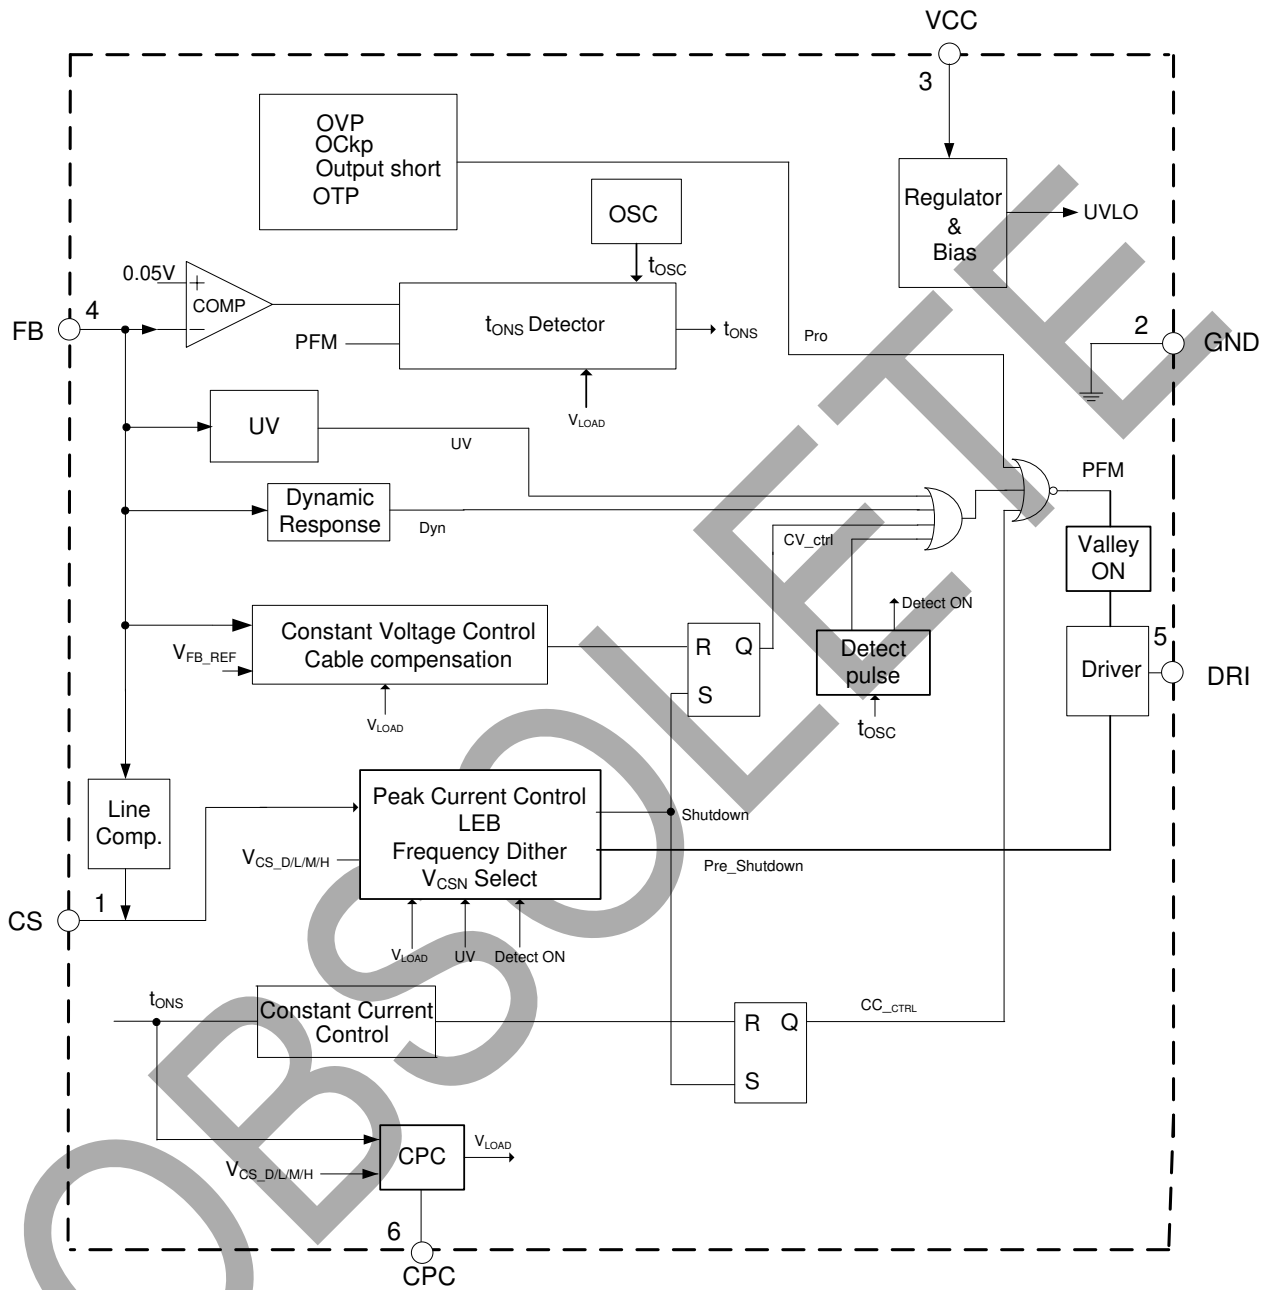 VCC
3
OVP
OCkp
Output short
OTP
OSC
Regulator
&
Bias
UVLO
tOSC
0.05V
+
COMP
−
4
FB
tONS Detector
tONS
PFM
Pro
2
GND
VLOAD
UV
UV
PFM
Dynamic
Response
Dyn
CV_ctrl
Valley
ON
Detect ON
Constant Voltage Control
Cable compensation
VFB_REF
R
Q
S
Detect
pulse
5
Driver
DRI
VLOAD
tOSC
Line
Comp.
Peak Current Control
LEB
Frequency Dither
VCSN Select
Shutdown
VCS_D/L/M/H
Pre_Shutdown
1
CS
VLOAD
UV
Detect ON
tONS
Constant Current
Control
R
Q
S
CC_CTRL
CPC
VLOAD
VCS_D/L/M/H
6
CPC
OBSOLETE